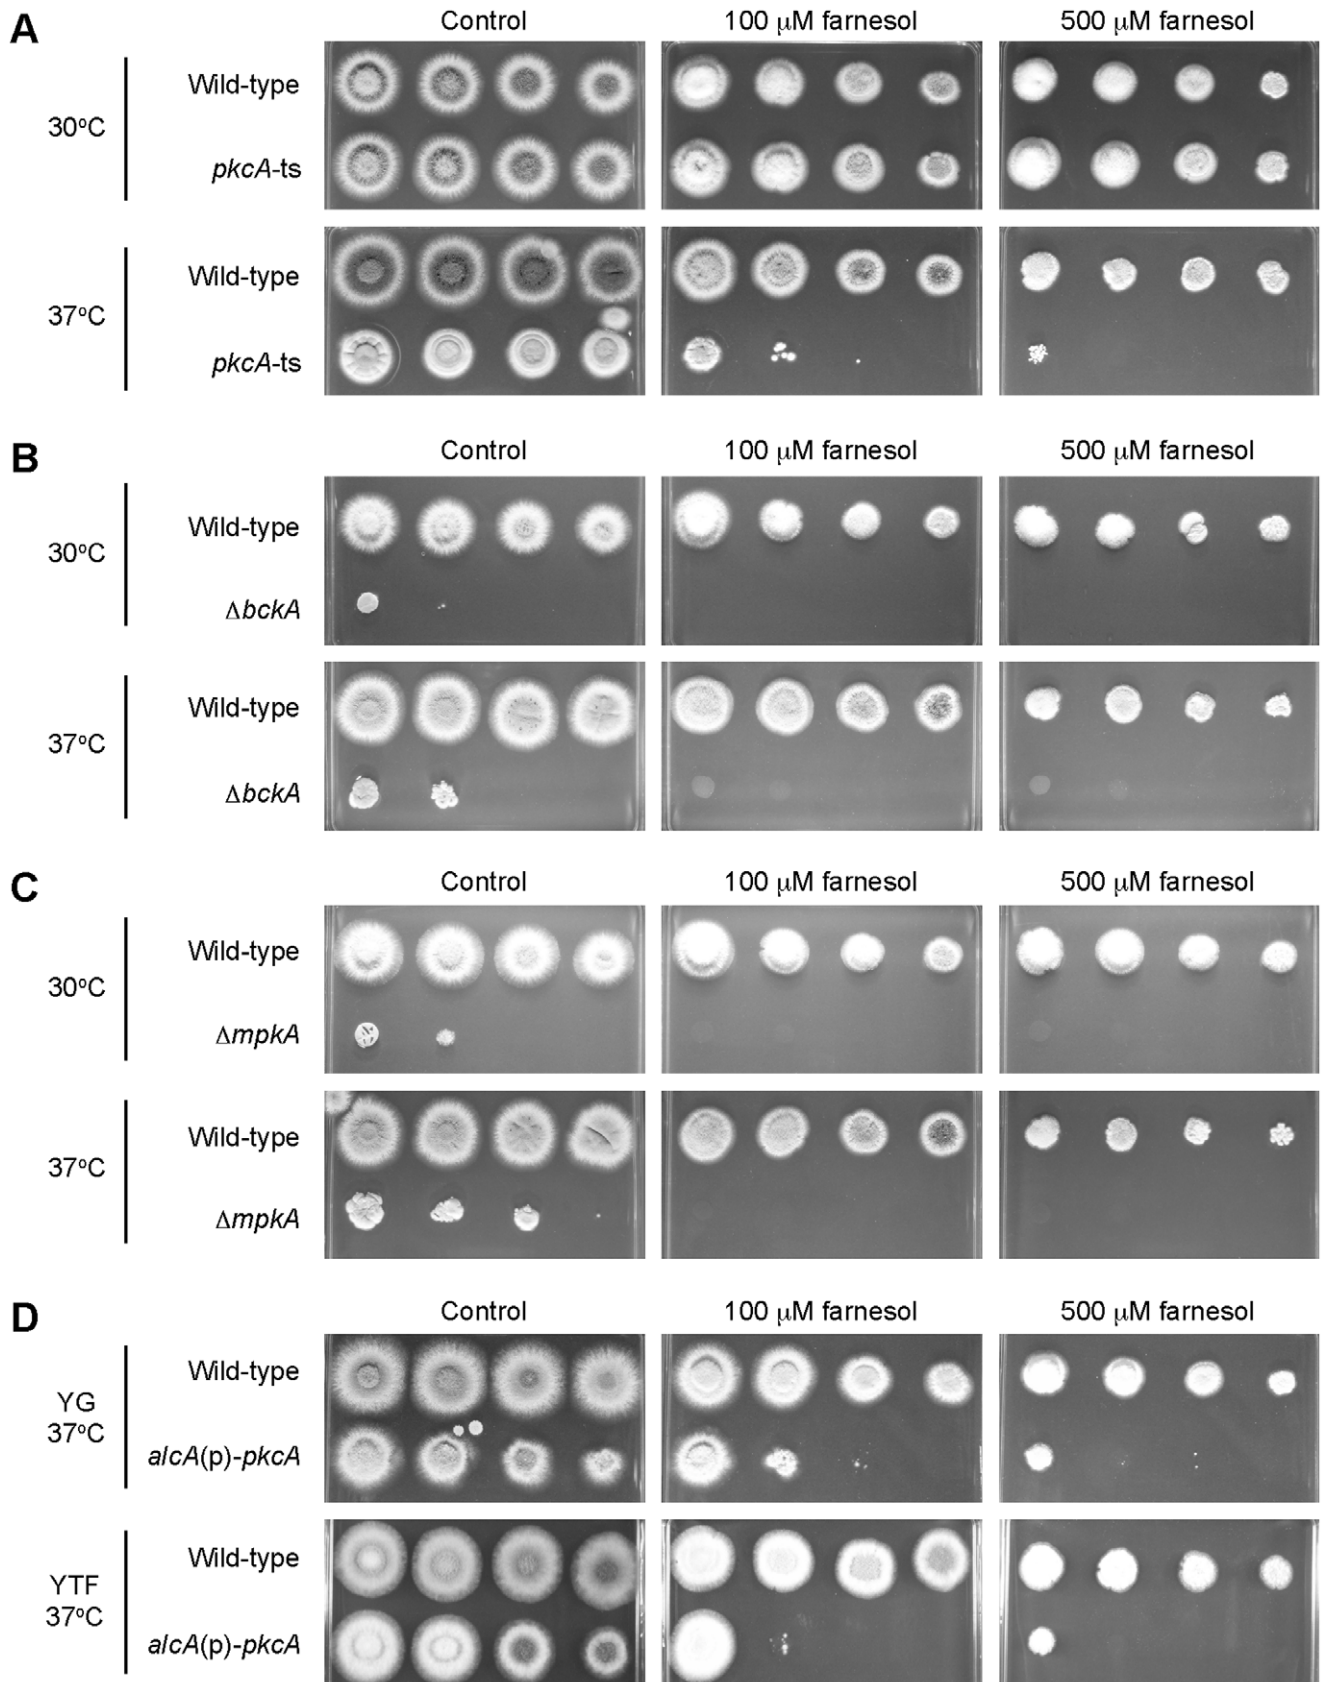 A
Control 100 μM farnesol 500 μM farnesol
30°C
Wild-type
pkcA-ts
37°C
Wild-type
pkcA-ts
B
Control 100 μM farnesol 500 μM farnesol
30°C
Wild-type
ΔbckA
37°C
Wild-type
ΔbckA
C
Control 100 μM farnesol 500 μM farnesol
30°C
Wild-type
ΔmpkA
37°C
Wild-type
ΔmpkA
D
Control 100 μM farnesol 500 μM farnesol
YG
37°C
Wild-type
alcA(p)-pkcA
YTF
37°C
Wild-type
alcA(p)-pkcA